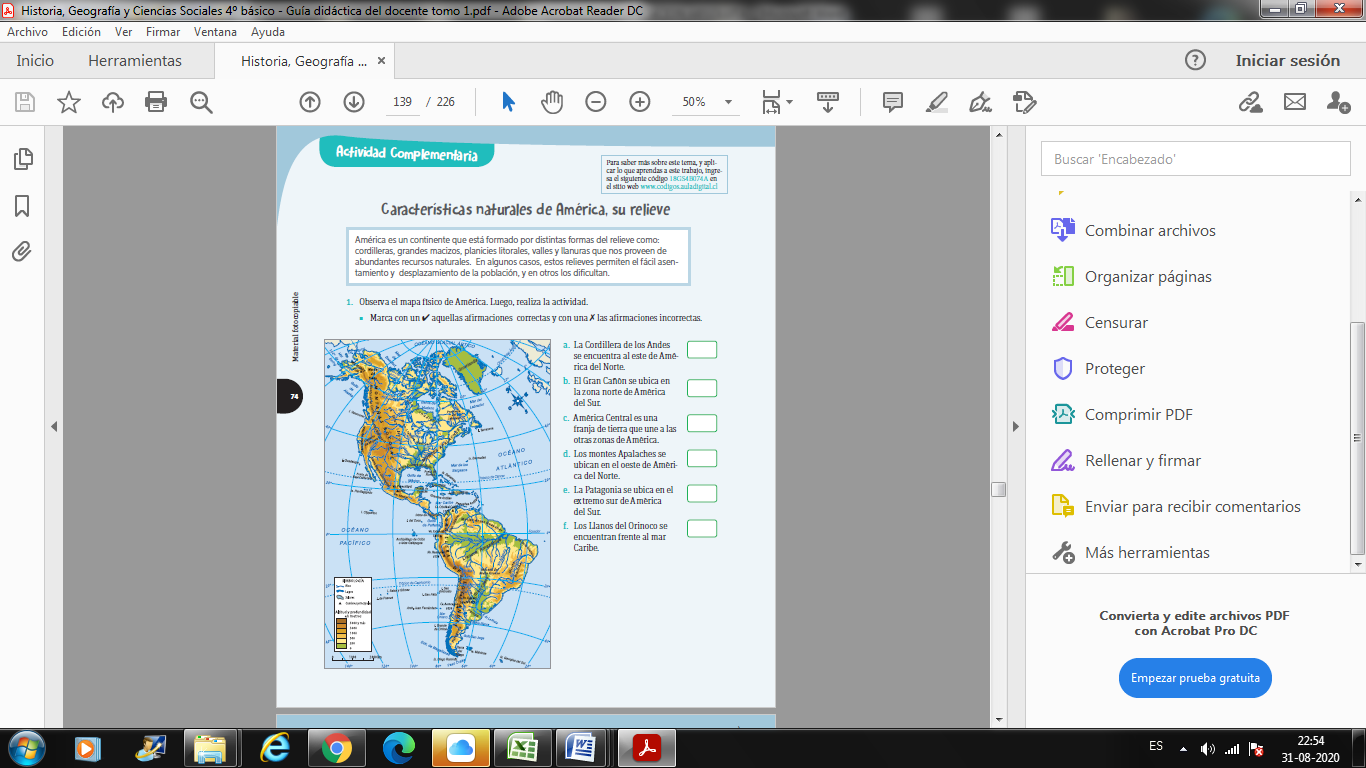 Historia, Geografía y Ciencias Sociales 4º básico - Guía didáctica del docente tomo 1.pdf - Adobe Acrobat Reader DC
Archivo Edición Ver Firmar Ventana Ayuda
Inicio Herramientas Historia, Geografía ... Iniciar sesión
139 / 226 50%
Actividad Complementaria
Para saber más sobre este tema, y apli-
car lo que aprendas a este trabajo, ingre-
sa el siguiente código 18GS4B074A en
el sitio web www.codigos.auladigital.cl
Características naturales de América, su relieve
América es un continente que está formado por distintas formas del relieve como:
cordilleras, grandes macizos, planicies litorales, valles y llanuras que nos proveen de
abundantes recursos naturales. En algunos casos, estos relieves permiten el fácil asen-
tamiento y desplazamiento de la población, y en otros los dificultan.
1. Observa el mapa físico de América. Luego, realiza la actividad.
▪ Marca con un ✔ aquellas afirmaciones correctas y con una ✗ las afirmaciones incorrectas.
Material fotocopiable
74
a. La Cordillera de los Andes
se encuentra al este de Amé-
rica del Norte.
b. El Gran Cañón se ubica en
la zona norte de América
del Sur.
c. América Central es una
franja de tierra que une a las
otras zonas de América.
d. Los montes Apalaches se
ubican en el oeste de Améri-
ca del Norte.
e. La Patagonia se ubica en el
extremo sur de América
del Sur.
f. Los Llanos del Orinoco se
encuentran frente al mar
Caribe.
OCÉANO
ATLÁNTICO
OCÉANO
PACÍFICO
Buscar 'Encabezado'
Combinar archivos
Organizar páginas
Censurar
Proteger
Comprimir PDF
Rellenar y firmar
Enviar para recibir comentarios
Más herramientas
Convierta y edite archivos PDF
con Acrobat Pro DC
Empezar prueba gratuita
ES
22:54
31-08-2020